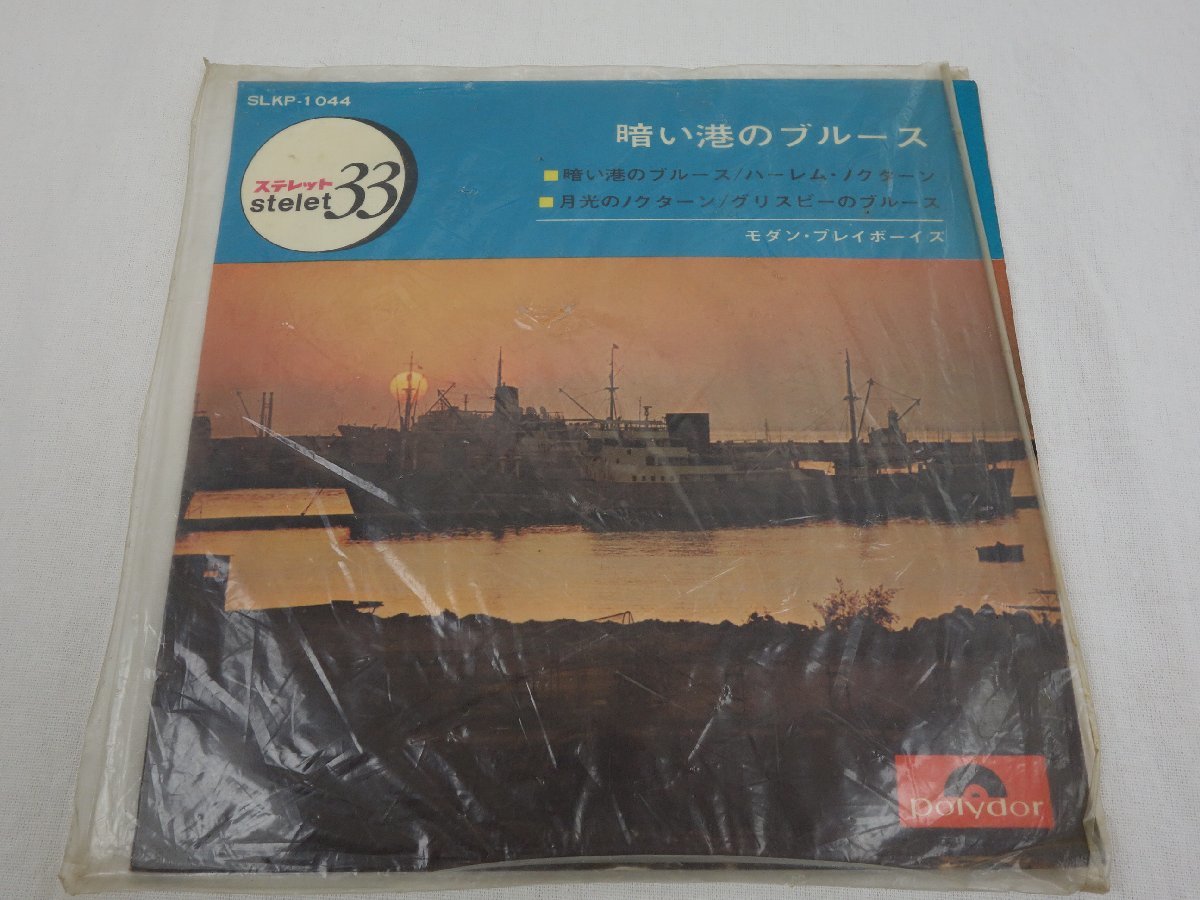 SLKP-1044
ステレット
stelet 33
暗い港のブルース
暗い港のブルース/ハーレム・ノクターン
月光のノクターン/グリスビーのブルース
モダン・プレイボーイズ
polydor